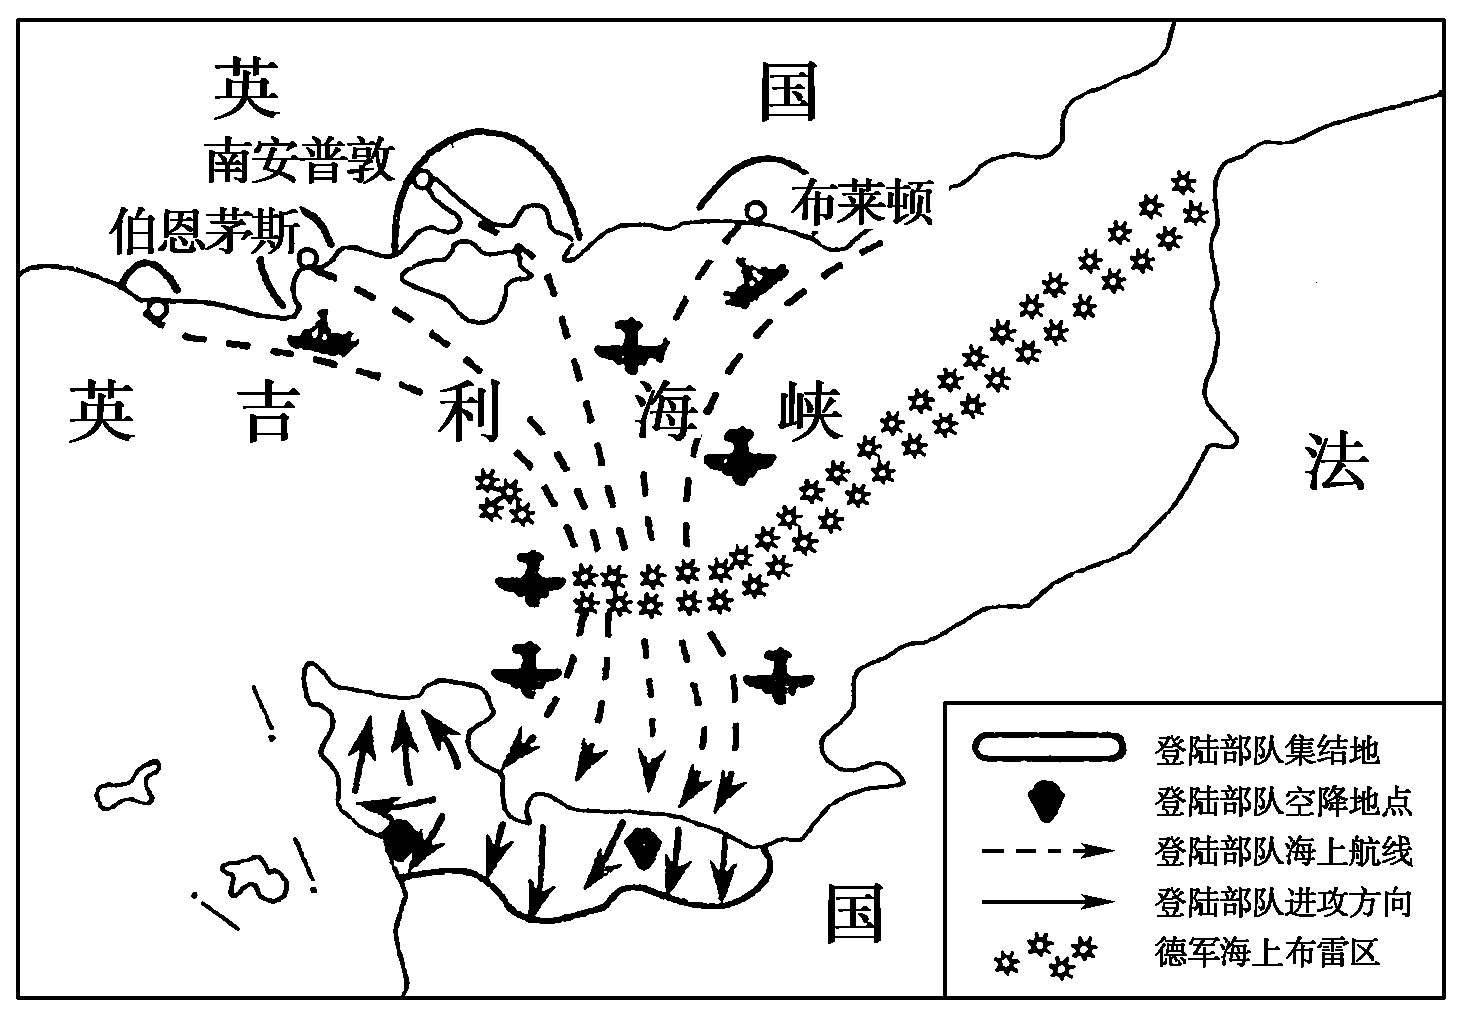 英 国
南安普敦
布莱顿
伯恩茅斯
英吉利海峡
法
国
登陆部队集结地
登陆部队空降地点
登陆部队海上航线
登陆部队进攻方向
德军海上布雷区